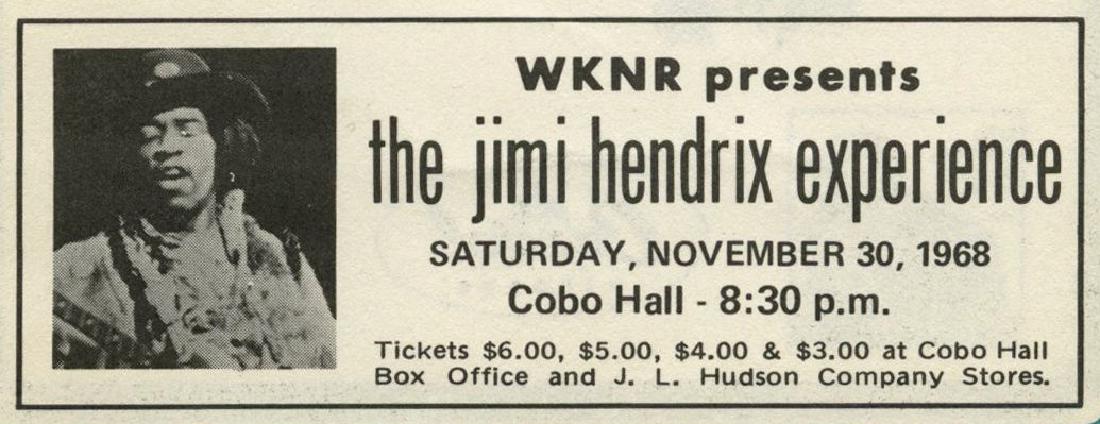 WKNR presents
the jimi hendrix experience
SATURDAY, NOVEMBER 30, 1968
Cobo Hall - 8:30 p.m.
Tickets $6.00, $5.00, $4.00 & $3.00 at Cobo Hall
Box Office and J. L. Hudson Company Stores.